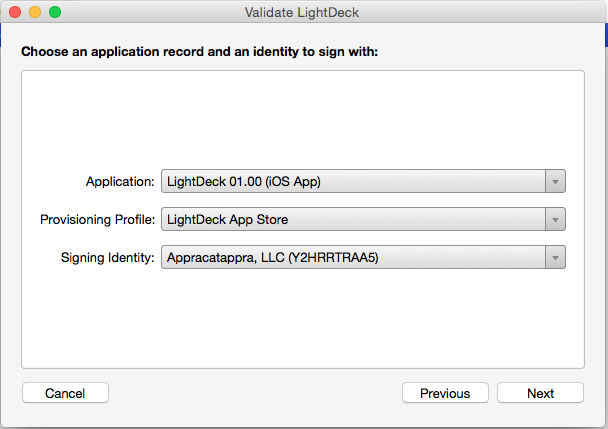 Validate LightDeck
Choose an application record and an identity to sign with:
Application: LightDeck 01.00 (iOS App)
Provisioning Profile: LightDeck App Store
Signing Identity: Appracatappra, LLC (Y2HRRTRAA5)
Cancel Previous Next